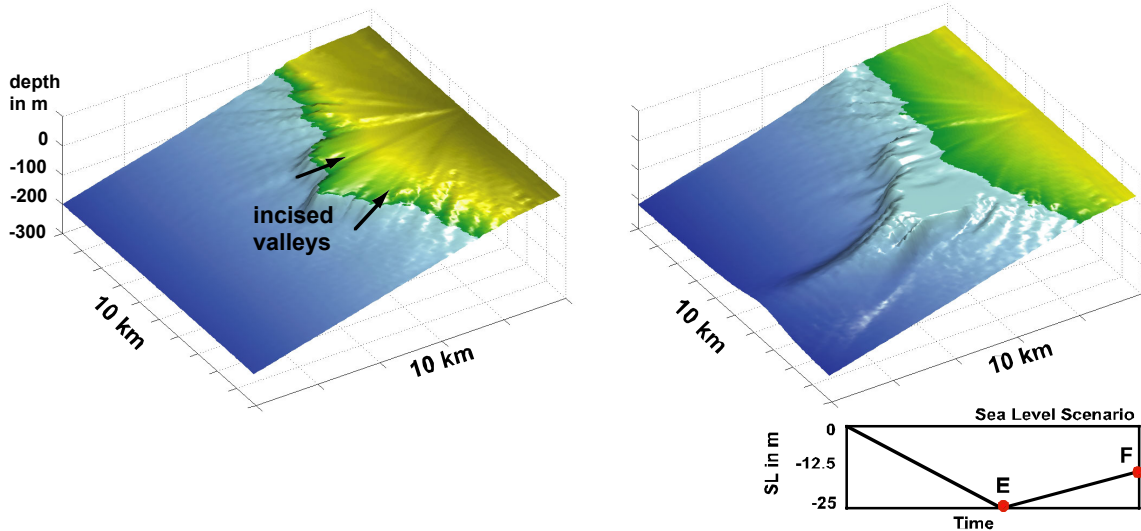 depth
in m
0
-100
-200
-300
incised
valleys
10 km
10 km
10 km
10 km
Sea Level Scenario
SL in m
0
-12.5
-25
E
F
Time